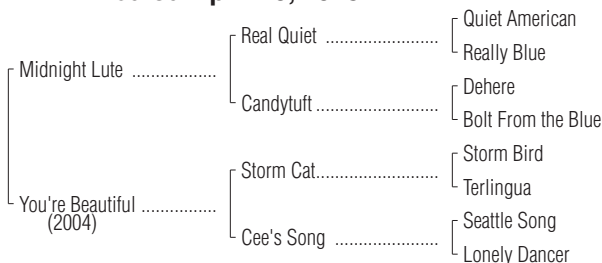 Quiet American
Real Quiet ........................
Really Blue
Midnight Lute .................
Dehere
Candytuft ..........................
Bolt From the Blue
Storm Bird
Storm Cat..........................
Terlingua
You're Beautiful ...............
(2004)
Seattle Song
Cee's Song ......................
Lonely Dancer